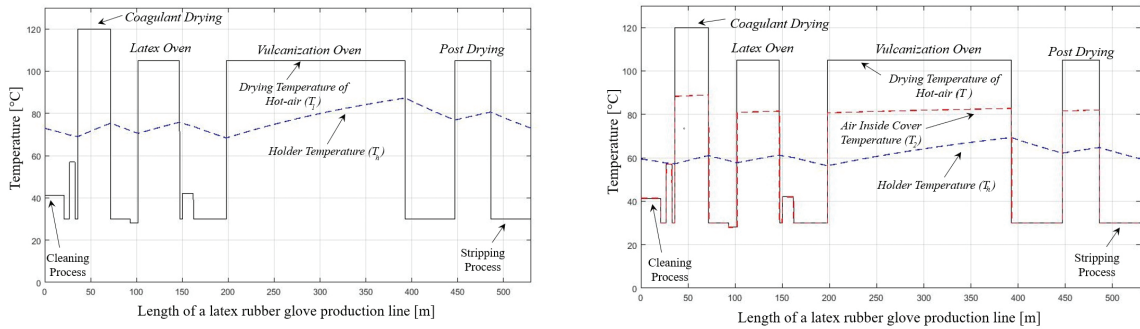 Coagulant Drying
Latex Oven
Vulcanization Oven
Post Drying
Drying Temperature of
Hot-air (T₁)
Holder Temperature (Tₕ)
Cleaning
Process
Stripping
Process
Temperature [°C]
120
100
80
60
40
20
0
0
50
100
150
200
250
300
350
400
450
500
Length of a latex rubber glove production line [m]
Coagulant Drying
Latex Oven
Vulcanization Oven
Post Drying
Drying Temperature of
Hot-air (T)
Air Inside Cover
Temperature (T₂)
Holder Temperature (Tₕ)
Cleaning
Process
Stripping
Process
Temperature [°C]
120
100
80
60
40
20
0
0
50
100
150
200
250
300
350
400
450
500
Length of a latex rubber glove production line [m]